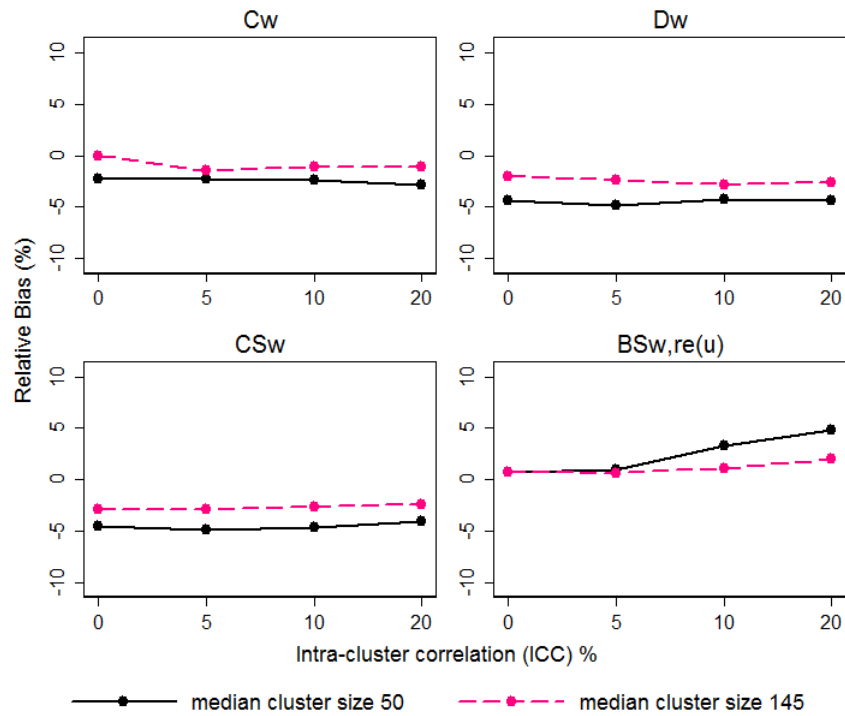 Cw
Dw
10
5
0
-5
-10
0 5 10 20
10
5
0
-5
-10
0 5 10 20
CSw
BSw,re(u)
10
5
0
-5
-10
0 5 10 20
10
5
0
-5
-10
0 5 10 20
Relative Bias (%)
Intra-cluster correlation (ICC) %
median cluster size 50
median cluster size 145